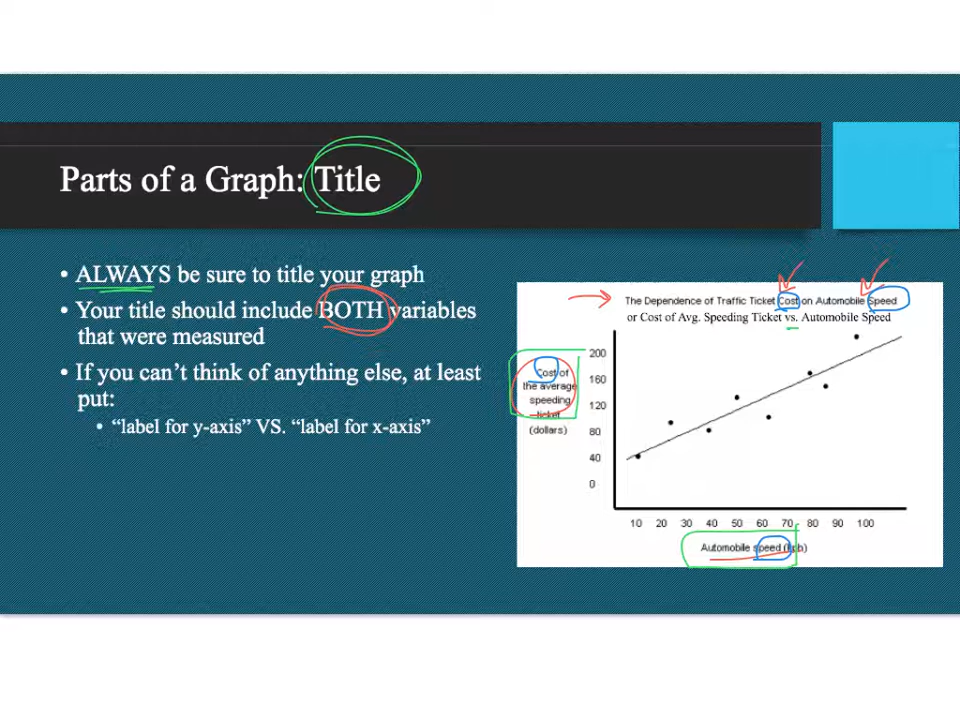 Parts of a Graph: Title
• ALWAYS be sure to title your graph
• Your title should include BOTH variables
that were measured
• If you can’t think of anything else, at least
put:
• “label for y-axis” VS. “label for x-axis”
The Dependence of Traffic Ticket Cost on Automobile Speed
or Cost of Avg. Speeding Ticket vs. Automobile Speed
Cost of
the average
speeding
ticket
(dollars)
200
160
120
80
40
0
10 20 30 40 50 60 70 80 90 100
Automobile speed